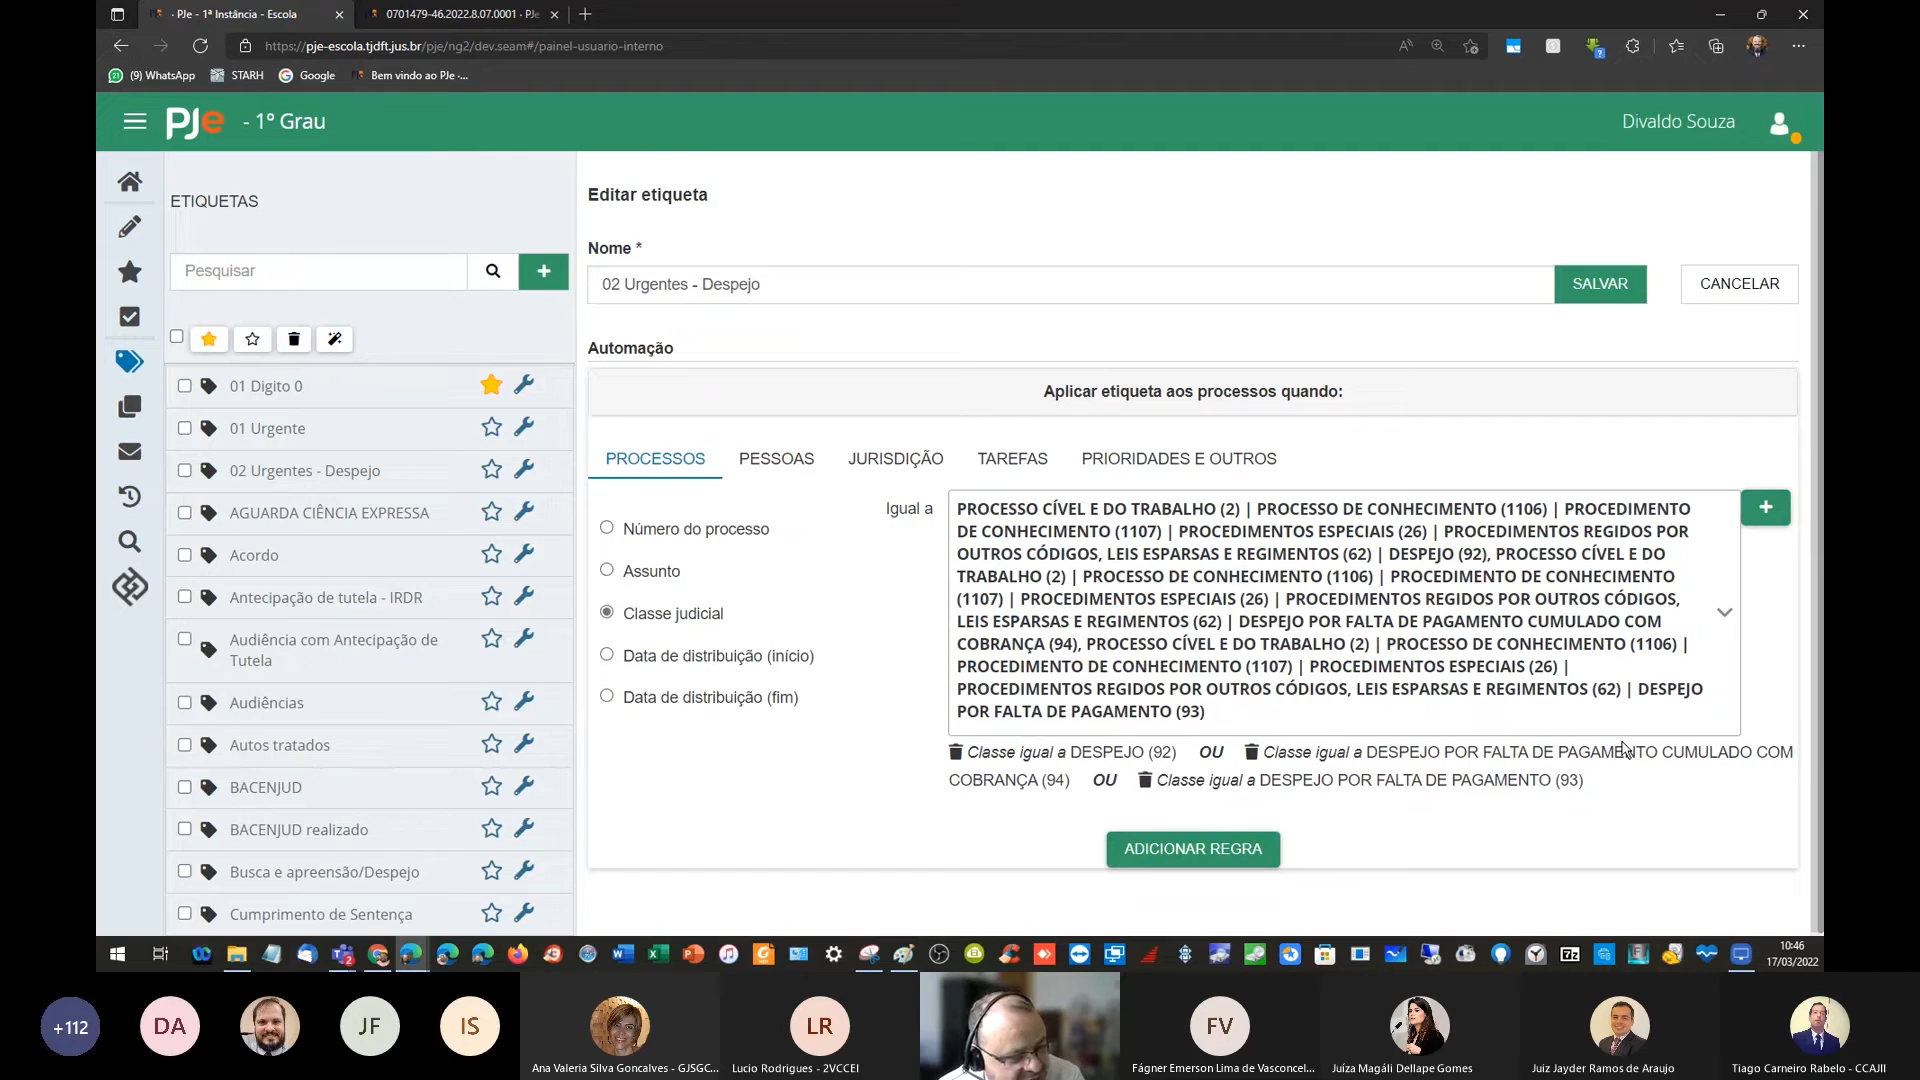 · PJe - 1ª Instância - Escola
0701479-46.2022.8.07.0001 · PJe
https://pje-escola.tjdft.jus.br/pje/ng2/dev.seam#/painel-usuario-interno
(9) WhatsApp
STARH
Google
Bem vindo ao PJe ·...
PJe - 1º Grau
Divaldo Souza
ETIQUETAS
Pesquisar
01 Digito 0
01 Urgente
02 Urgentes - Despejo
AGUARDA CIÊNCIA EXPRESSA
Acordo
Antecipação de tutela - IRDR
Audiência com Antecipação de
Tutela
Audiências
Autos tratados
BACENJUD
BACENJUD realizado
Busca e apreensão/Despejo
Cumprimento de Sentença
Editar etiqueta
Nome *
02 Urgentes - Despejo
SALVAR
CANCELAR
Automação
Aplicar etiqueta aos processos quando:
PROCESSOS
PESSOAS
JURISDIÇÃO
TAREFAS
PRIORIDADES E OUTROS
Número do processo
Assunto
Classe judicial
Data de distribuição (início)
Data de distribuição (fim)
Igual a
PROCESSO CÍVEL E DO TRABALHO (2) | PROCESSO DE CONHECIMENTO (1106) | PROCEDIMENTO
DE CONHECIMENTO (1107) | PROCEDIMENTOS ESPECIAIS (26) | PROCEDIMENTOS REGIDOS POR
OUTROS CÓDIGOS, LEIS ESPARSAS E REGIMENTOS (62) | DESPEJO (92), PROCESSO CÍVEL E DO
TRABALHO (2) | PROCESSO DE CONHECIMENTO (1106) | PROCEDIMENTO DE CONHECIMENTO
(1107) | PROCEDIMENTOS ESPECIAIS (26) | PROCEDIMENTOS REGIDOS POR OUTROS CÓDIGOS,
LEIS ESPARSAS E REGIMENTOS (62) | DESPEJO POR FALTA DE PAGAMENTO CUMULADO COM
COBRANÇA (94), PROCESSO CÍVEL E DO TRABALHO (2) | PROCESSO DE CONHECIMENTO (1106) |
PROCEDIMENTO DE CONHECIMENTO (1107) | PROCEDIMENTOS ESPECIAIS (26) |
PROCEDIMENTOS REGIDOS POR OUTROS CÓDIGOS, LEIS ESPARSAS E REGIMENTOS (62) | DESPEJO
POR FALTA DE PAGAMENTO (93)
Classe igual a DESPEJO (92) OU Classe igual a DESPEJO POR FALTA DE PAGAMENTO CUMULADO COM
COBRANÇA (94) OU Classe igual a DESPEJO POR FALTA DE PAGAMENTO (93)
ADICIONAR REGRA
10:46
17/03/2022
+112
DA
JF
IS
LR
FV
Ana Valeria Silva Goncalves - GJSGC...
Lucio Rodrigues - 2VCCEI
Fágner Emerson Lima de Vasconcel...
Juíza Magáli Dellape Gomes
Juiz Jayder Ramos de Araujo
Tiago Carneiro Rabelo - CCAJII